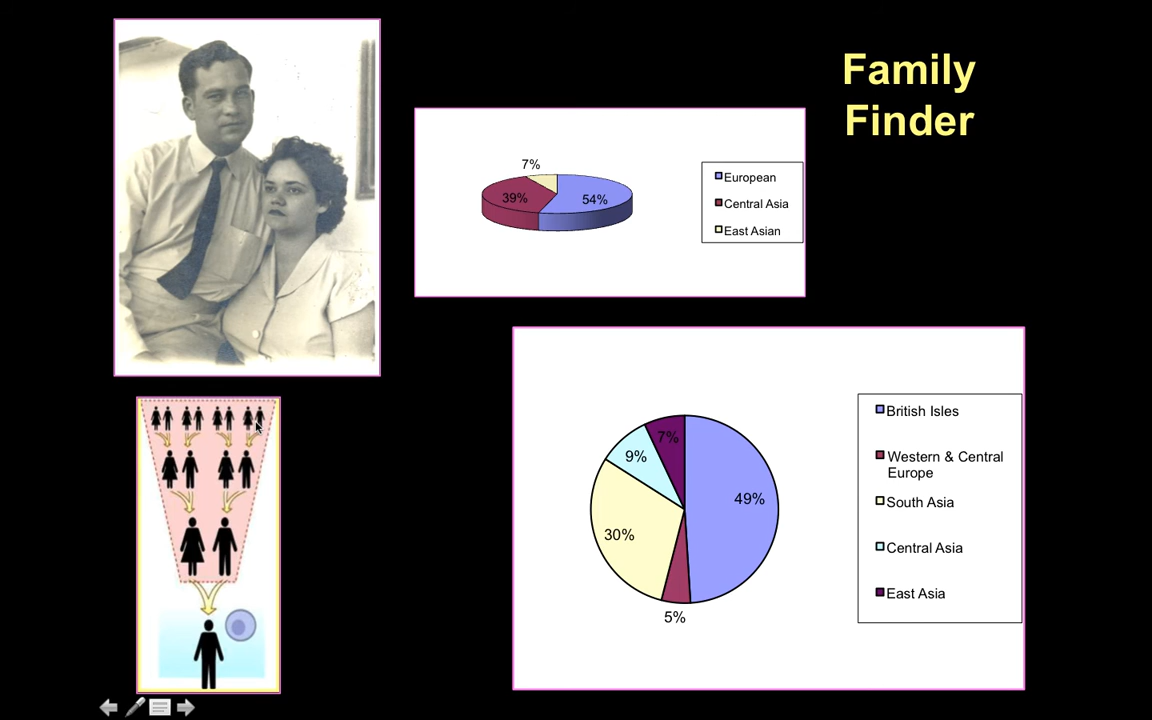 Family
Finder
7%
39%
54%
European
Central Asia
East Asian
7%
9%
49%
30%
5%
British Isles
Western & Central
Europe
South Asia
Central Asia
East Asia